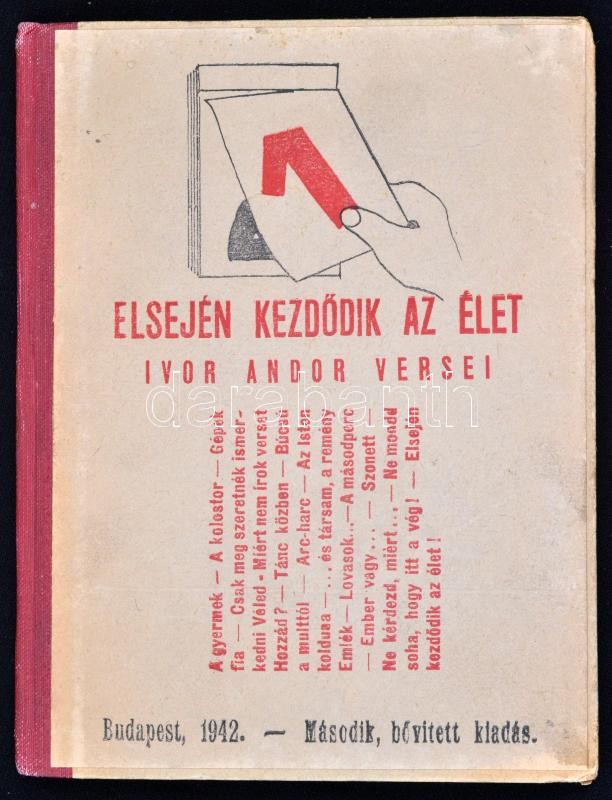 1
ELSEJÉN KEZDŐDIK AZ ÉLET
IVOR ANDOR VERSEI
A gyermek — A kolostor — Gépek
fia — Csak meg szeretnék ismer-
kedni Véled - Miért nem írok verset
Hozzád? — Tánc közben — Búcsú
a multtól — Arc-harc — Az Isten
koldusa — ... és társam, a remény
Emlék — Lovasok... — A másodperc
— Ember vagy... — Szonett —
Ne kérdezd, miért... — Ne mondd
soha, hogy itt a vég! — Elsején
kezdődik az élet!
Budapest, 1942. — Második, bővitett kiadás.
darabanth